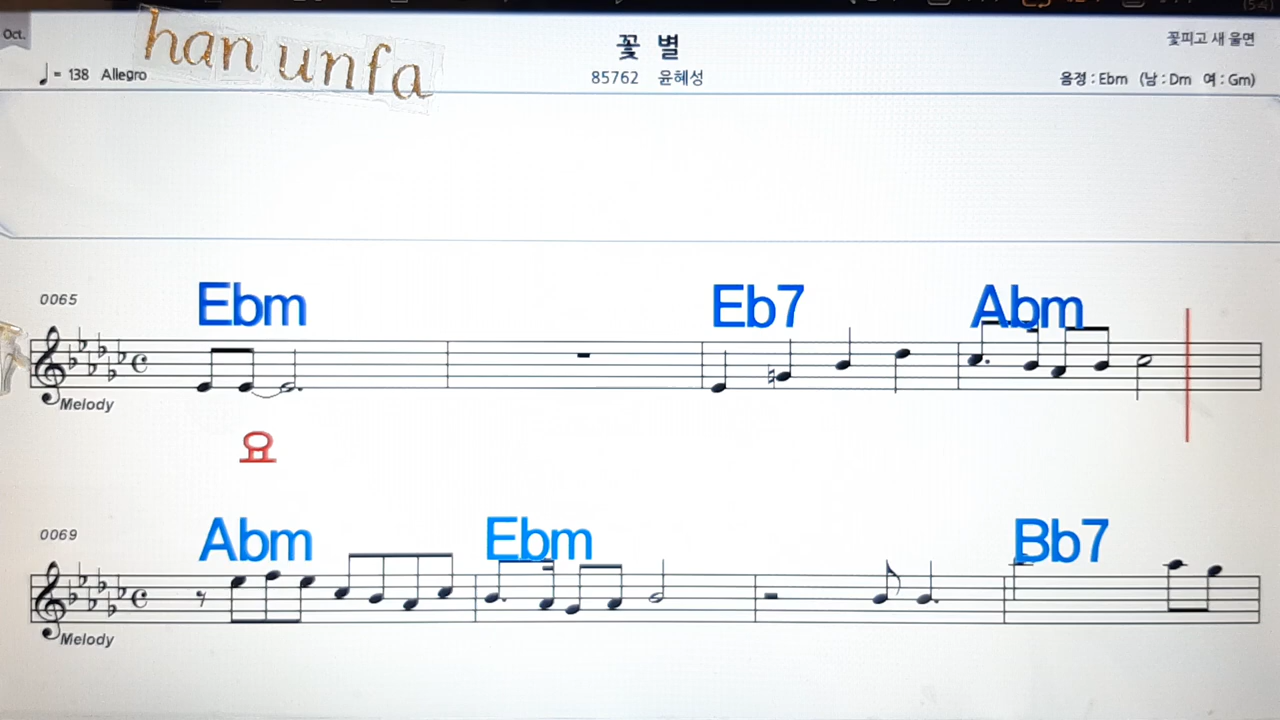 Oct.
han unfa
꽃 별
꽃피고 새 울면
♩= 138 Allegro
85762 윤혜성
음정 : Ebm (남 : Dm 여 : Gm)
0065
Ebm
Eb7
Abm
Melody
요
0069
Abm
Ebm
Bb7
Melody